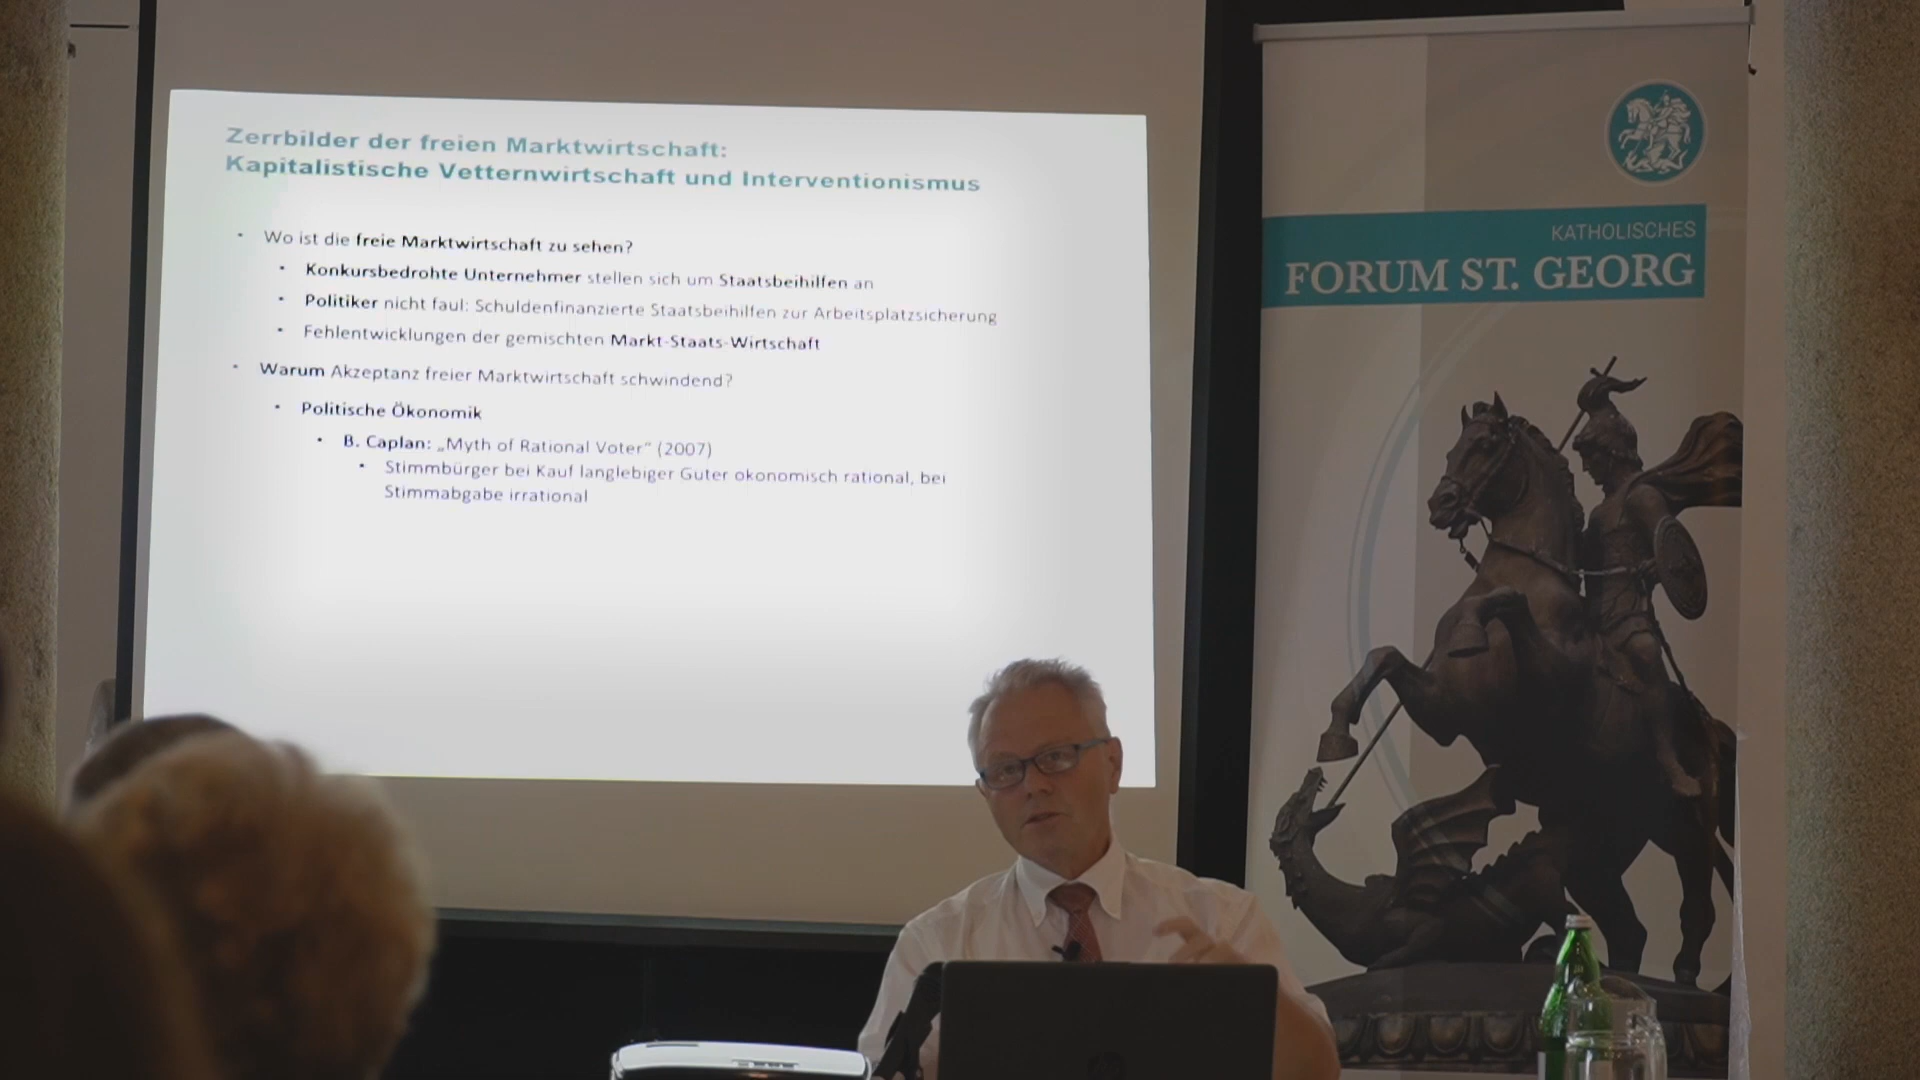 Zerrbilder der freien Marktwirtschaft:
Kapitalistische Vetternwirtschaft und Interventionismus
• Wo ist die freie Marktwirtschaft zu sehen?
• Konkursbedrohte Unternehmer stellen sich um Staatsbeihilfen an
• Politiker nicht faul: Schuldenfinanzierte Staatsbeihilfen zur Arbeitsplatzsicherung
• Fehlentwicklungen der gemischten Markt-Staats-Wirtschaft
• Warum Akzeptanz freier Marktwirtschaft schwindend?
• Politische Ökonomik
• B. Caplan: „Myth of Rational Voter“ (2007)
• Stimmbürger bei Kauf langlebiger Güter ökonomisch rational, bei
Stimmabgabe irrational
KATHOLISCHES
FORUM ST. GEORG